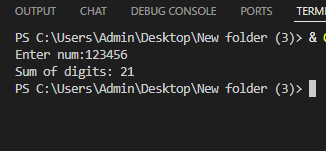 OUTPUT CHAT DEBUG CONSOLE PORTS
PS C:\Users\Admin\Desktop\New folder (3)> &
Enter num:123456
Sum of digits: 21
PS C:\Users\Admin\Desktop\New folder (3)>